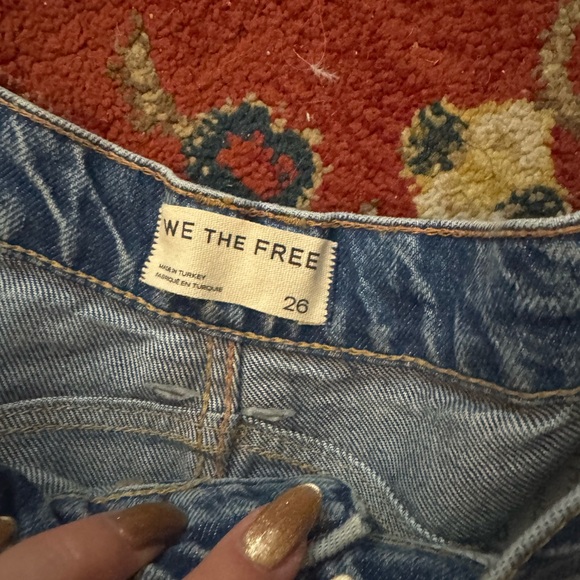 WE THE FREE
MADE IN TURKEY
FABRIQUÉ EN TURQUIE
26